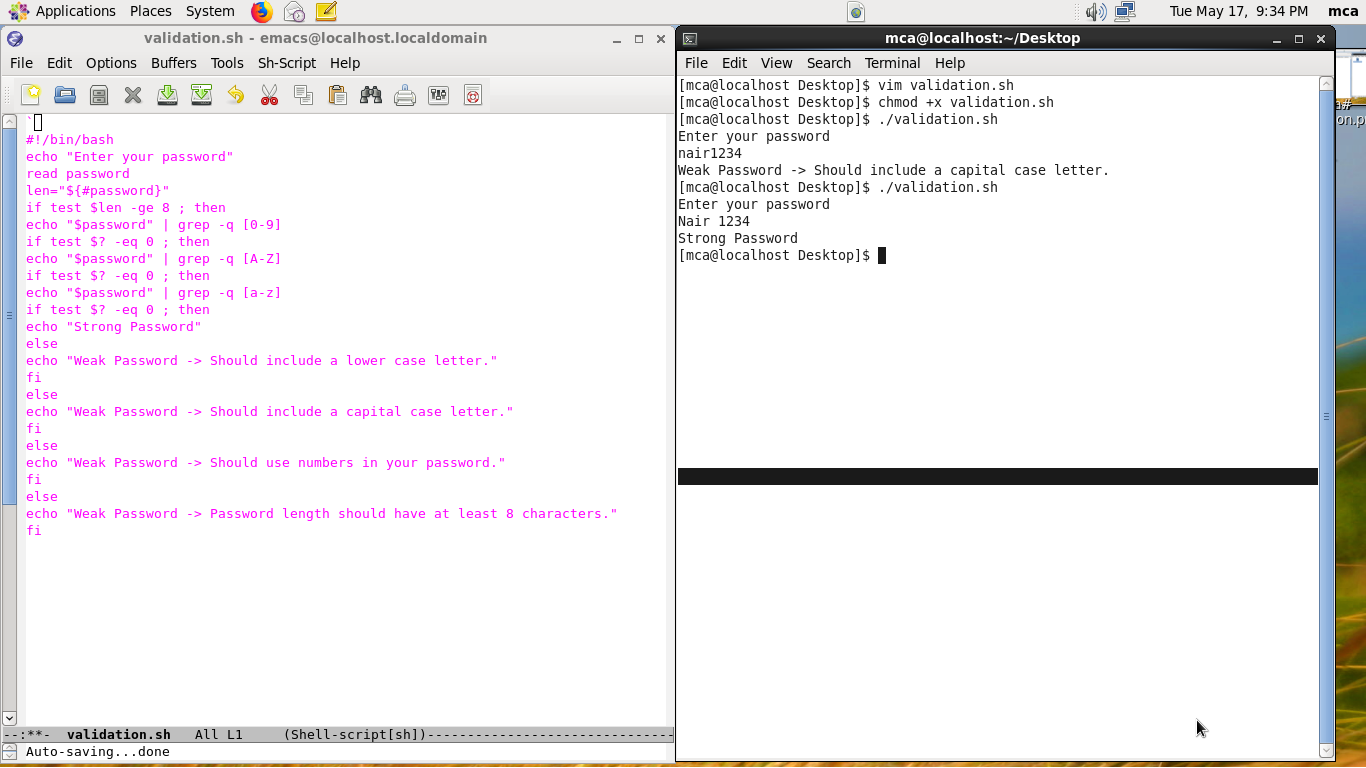 Applications Places System
Tue May 17, 9:34 PM mca
validation.sh - emacs@localhost.localdomain
File Edit Options Buffers Tools Sh-Script Help
`
#!/bin/bash
echo "Enter your password"
read password
len="${#password}"
if test $len -ge 8 ; then
echo "$password" | grep -q [0-9]
if test $? -eq 0 ; then
echo "$password" | grep -q [A-Z]
if test $? -eq 0 ; then
echo "$password" | grep -q [a-z]
if test $? -eq 0 ; then
echo "Strong Password"
else
echo "Weak Password -> Should include a lower case letter."
fi
else
echo "Weak Password -> Should include a capital case letter."
fi
else
echo "Weak Password -> Should use numbers in your password."
fi
else
echo "Weak Password -> Password length should have at least 8 characters."
fi
--:**-  validation.sh   All L1     (Shell-script[sh])-------------------------------
Auto-saving...done
mca@localhost:~/Desktop
File Edit View Search Terminal Help
[mca@localhost Desktop]$ vim validation.sh
[mca@localhost Desktop]$ chmod +x validation.sh
[mca@localhost Desktop]$ ./validation.sh
Enter your password
nair1234
Weak Password -> Should include a capital case letter.
[mca@localhost Desktop]$ ./validation.sh
Enter your password
Nair 1234
Strong Password
[mca@localhost Desktop]$